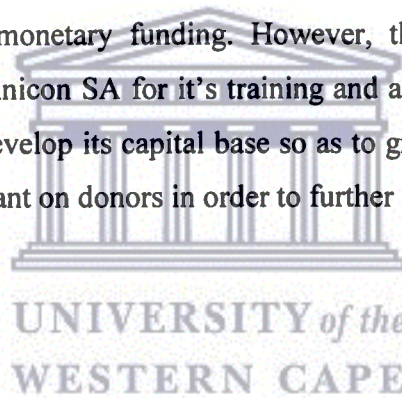 monetary funding. However, th
nicon SA for it's training and a
evelop its capital base so as to g
ant on donors in order to further
UNIVERSITY of the
WESTERN CAPE